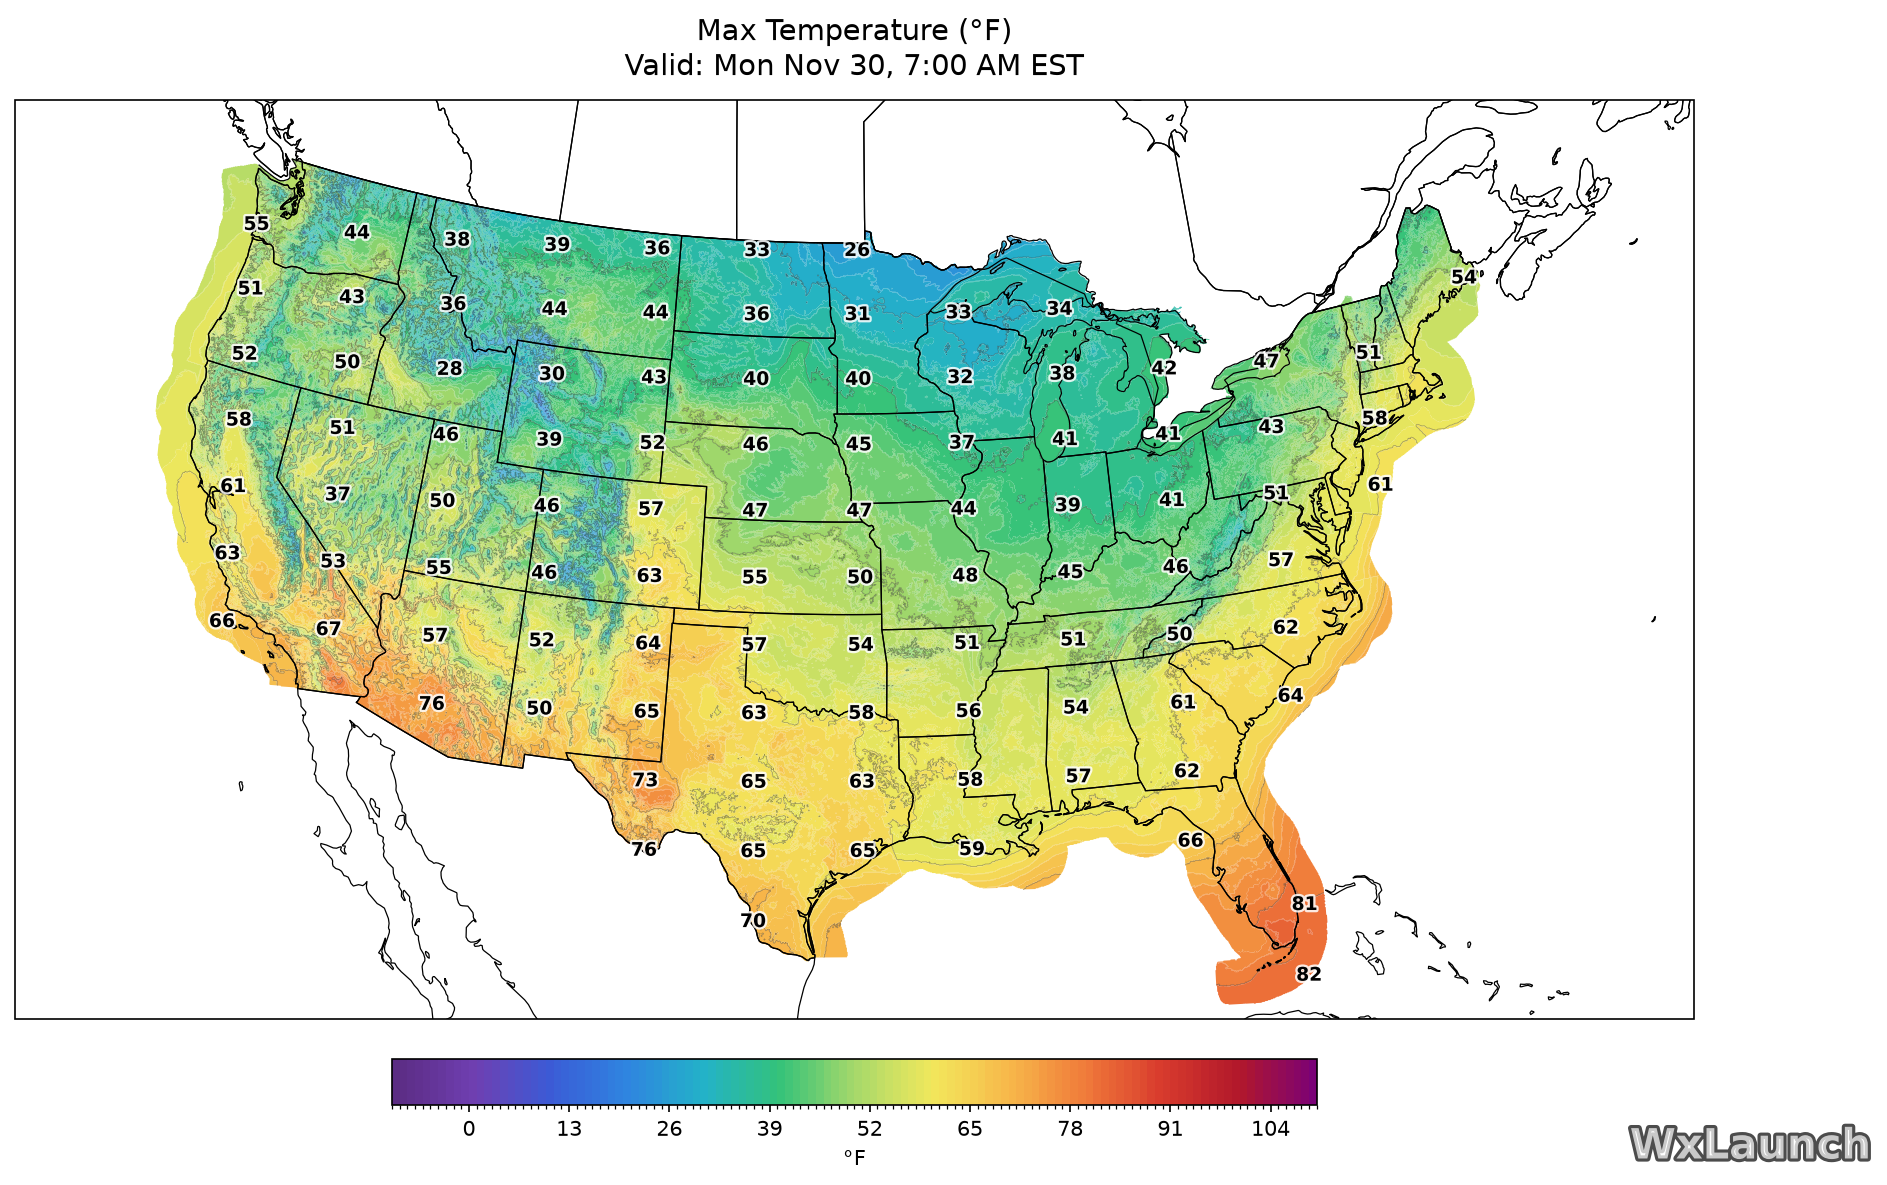 Max Temperature (°F)
Valid: Mon Nov 30, 7:00 AM EST
55 44 38 39 36 33 26
51 43 36 44 44 36 31 33 34 54
52 50 28 30 43 40 40 32 38 42 47 51
58 51 46 39 52 46 45 37 41 41 43 58
61 37 50 46 57 47 47 44 39 41 51 61
63 53 55 46 63 55 50 48 45 46 57
66 67 57 52 64 57 54 51 51 50 62
76 50 65 63 58 56 54 61 64
73 65 63 58 57 62
76 65 65 59 66
70 81
82
0 13 26 39 52 65 78 91 104
°F
WxLaunch